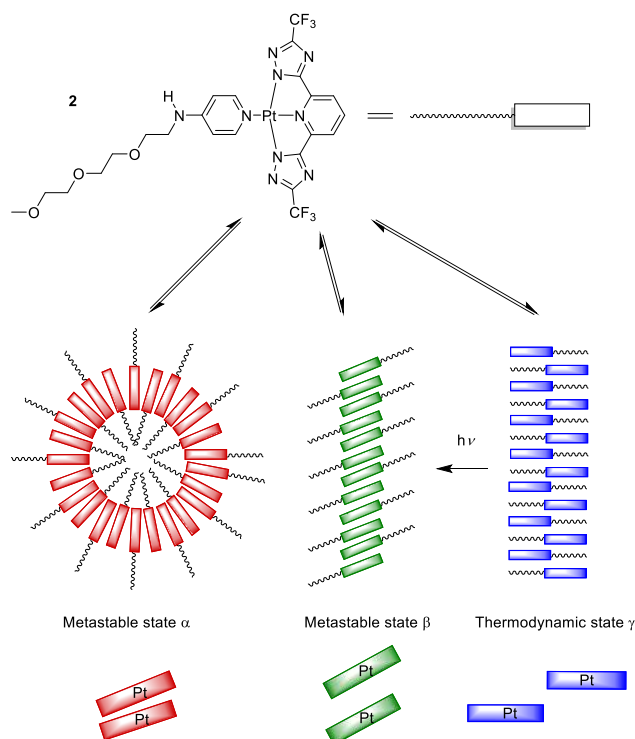 CF3
N
N
N
2
H
N
N
Pt
N
O
O
O
N
N
N
CF3
hν
Metastable state α
Metastable state β
Thermodynamic state γ
Pt
Pt
Pt
Pt
Pt
Pt